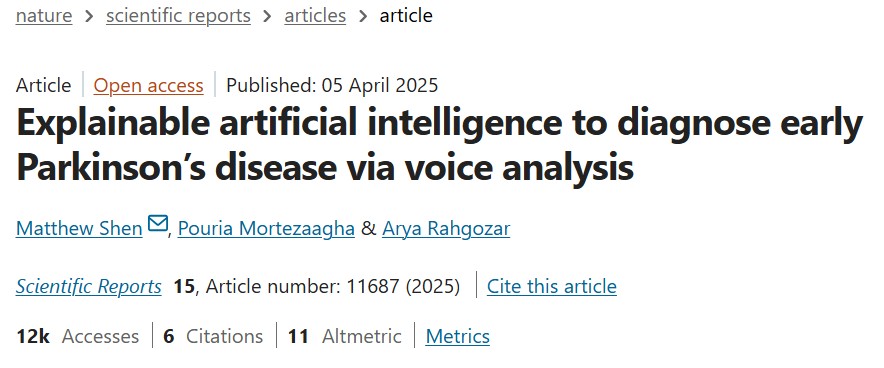 nature > scientific reports > articles > article
Article | Open access | Published: 05 April 2025
Explainable artificial intelligence to diagnose early
Parkinson’s disease via voice analysis
Matthew Shen, Pouria Mortezaagha & Arya Rahgozar
Scientific Reports 15, Article number: 11687 (2025) | Cite this article
12k Accesses | 6 Citations | 11 Altmetric | Metrics